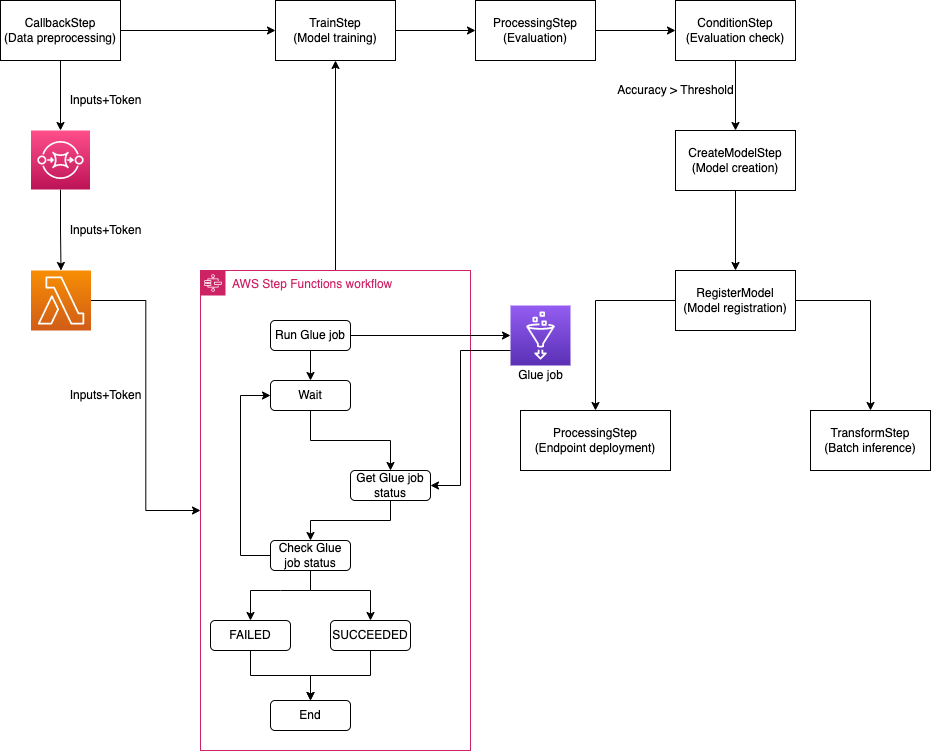 CallbackStep
(Data preprocessing)
TrainStep
(Model training)
ProcessingStep
(Evaluation)
ConditionStep
(Evaluation check)
Inputs+Token
Accuracy > Threshold
CreateModelStep
(Model creation)
Inputs+Token
AWS Step Functions workflow
RegisterModel
(Model registration)
Run Glue job
Glue job
Wait
Inputs+Token
ProcessingStep
(Endpoint deployment)
TransformStep
(Batch inference)
Get Glue job
status
Check Glue
job status
FAILED
SUCCEEDED
End